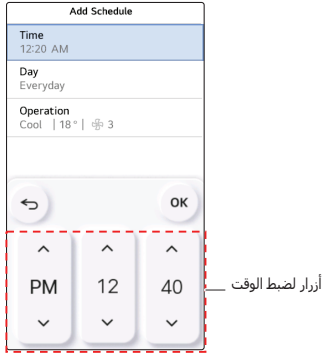 Add Schedule
Time
12:20 AM
Day
Everyday
Operation
Cool | 18° | 3
OK
PM 12 40
أزرار لضبط الوقت